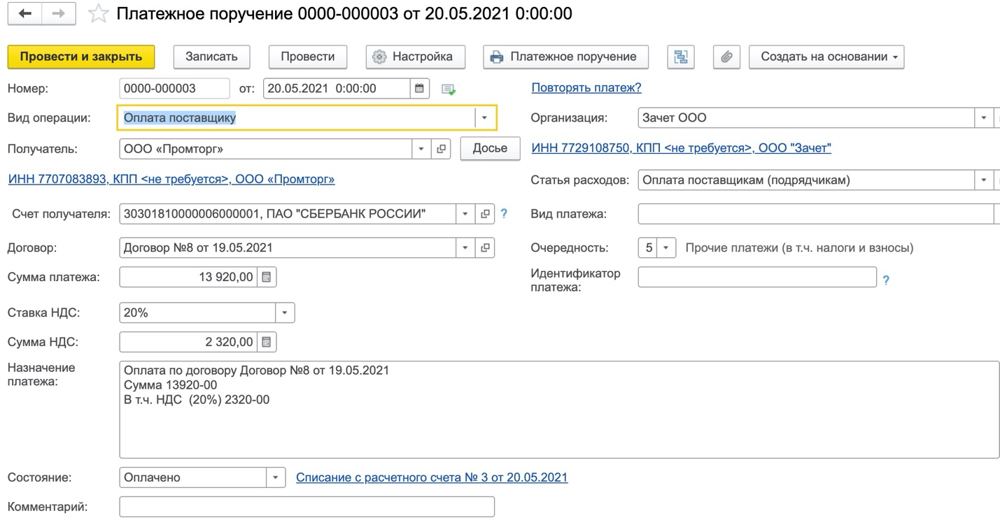 Платежное поручение 0000-000003 от 20.05.2021 0:00:00
Провести и закрыть Записать Провести Настройка Платежное поручение Создать на основании
Номер: 0000-000003 от: 20.05.2021 0:00:00 Повторять платеж?
Вид операции: Оплата поставщику Организация: Зачет ООО
Получатель: ООО «Промторг» Досье ИНН 7729108750, КПП <не требуется>, ООО "Зачет"
ИНН 7707083893, КПП <не требуется>, ООО «Промторг» Статья расходов: Оплата поставщикам (подрядчикам)
Счет получателя: 30301810000006000001, ПАО "СБЕРБАНК РОССИИ" ? Вид платежа:
Договор: Договор №8 от 19.05.2021 Очередность: 5 Прочие платежи (в т.ч. налоги и взносы)
Сумма платежа: 13 920,00 Идентификатор
платежа: ?
Ставка НДС: 20%
Сумма НДС: 2 320,00
Назначение
платежа:
Оплата по договору Договор №8 от 19.05.2021
Сумма 13920-00
В т.ч. НДС (20%) 2320-00
Состояние: Оплачено Списание с расчетного счета № 3 от 20.05.2021
Комментарий: